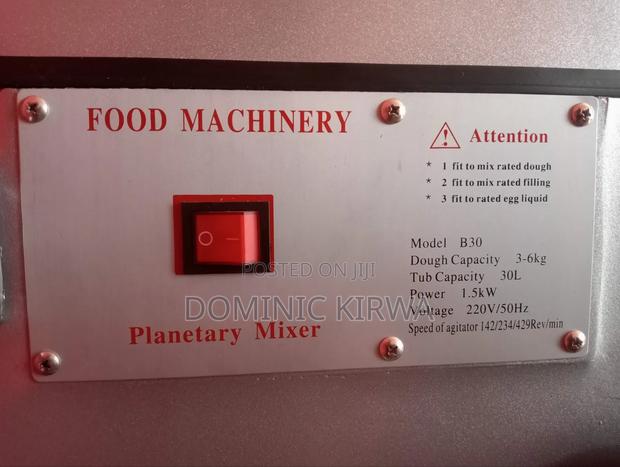 FOOD MACHINERY
Attention
* 1 fit to mix rated dough
* 2 fit to mix rated filling
* 3 fit to rated egg liquid
Model B30
Dough Capacity 3-6kg
Tub Capacity 30L
Power 1.5kW
Voltage 220V/50Hz
Speed of agitator 142/234/429Rev/min
Planetary Mixer
POSTED ON JIJI
DOMINIC KIRWA